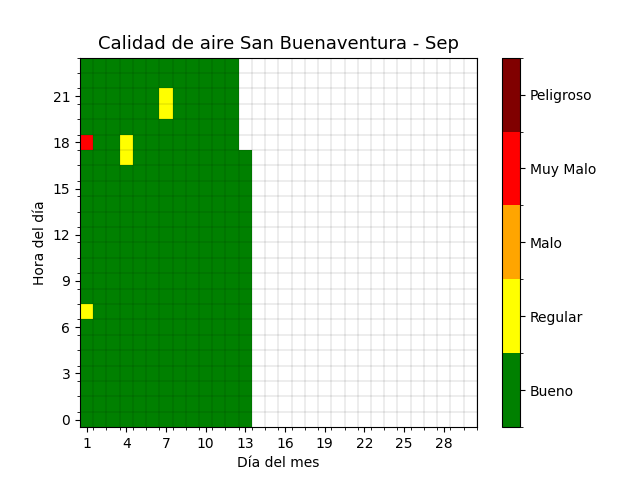 Calidad de aire San Buenaventura - Sep
Hora del día
21
18
15
12
9
6
3
0
1 4 7 10 13 16 19 22 25 28
Día del mes
Peligroso
Muy Malo
Malo
Regular
Bueno